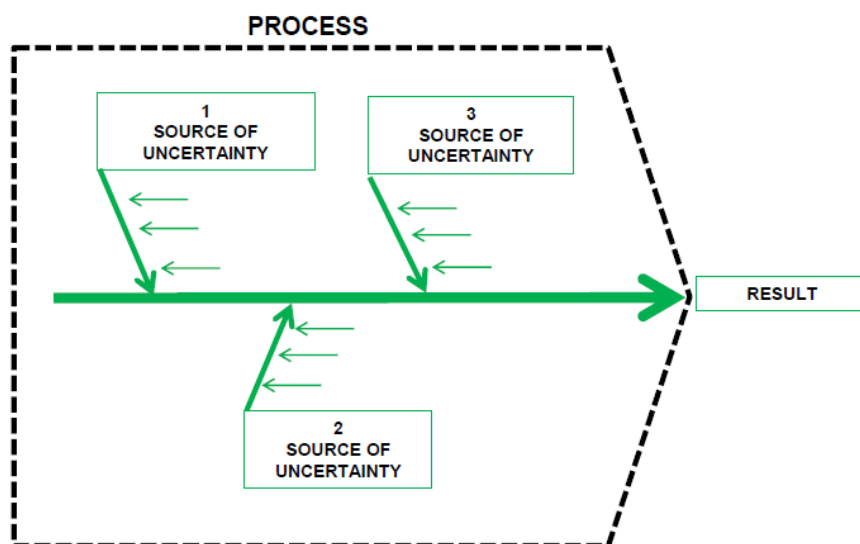 PROCESS
1
SOURCE OF
UNCERTAINTY
3
SOURCE OF
UNCERTAINTY
RESULT
2
SOURCE OF
UNCERTAINTY